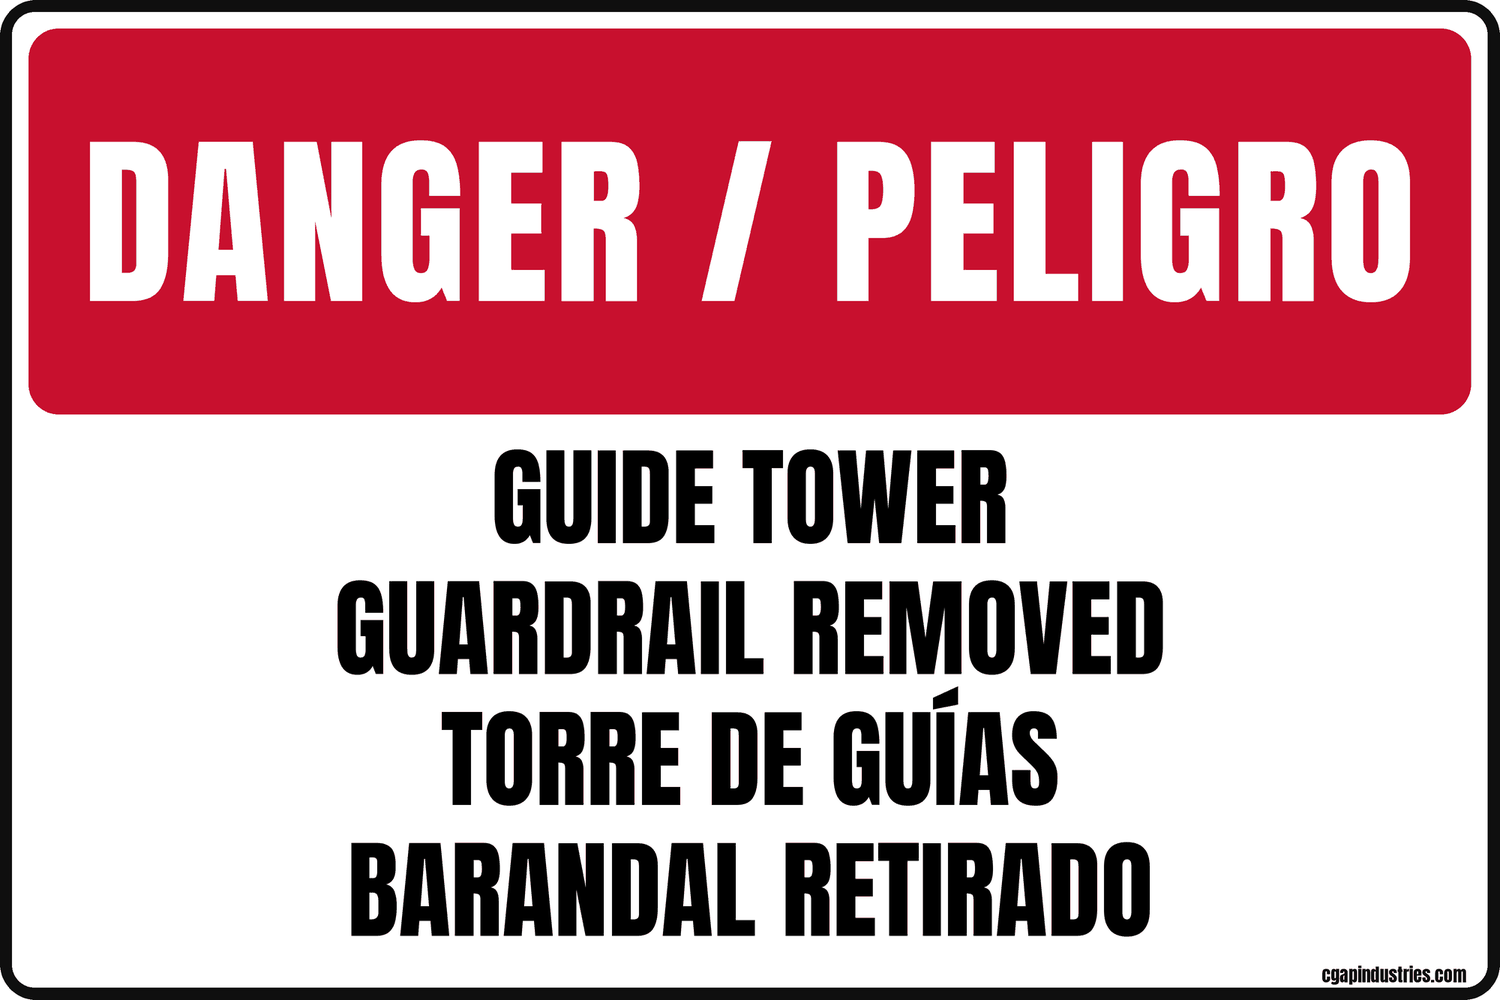 DANGER / PELIGRO
GUIDE TOWER
GUARDRAIL REMOVED
TORRE DE GUÍAS
BARANDAL RETIRADO
cgapindustries.com